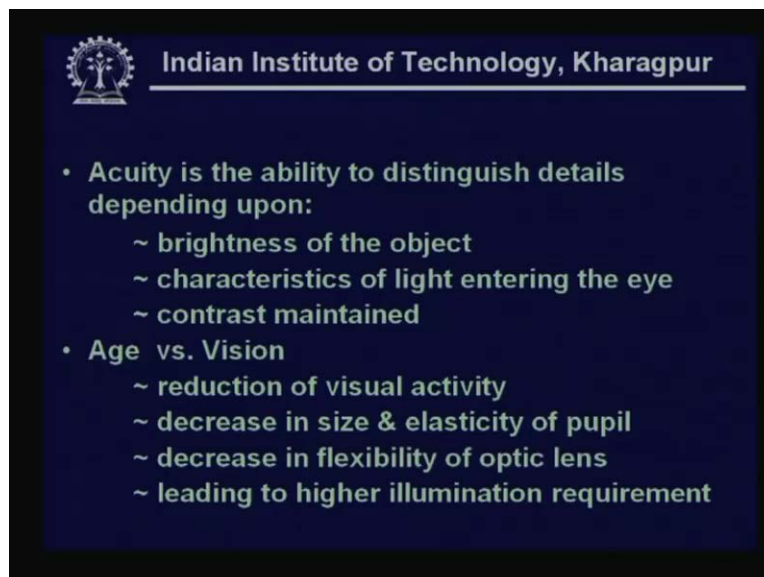 Indian Institute of Technology, Kharagpur
• Acuity is the ability to distinguish details
depending upon:
~ brightness of the object
~ characteristics of light entering the eye
~ contrast maintained
• Age vs. Vision
~ reduction of visual activity
~ decrease in size & elasticity of pupil
~ decrease in flexibility of optic lens
~ leading to higher illumination requirement